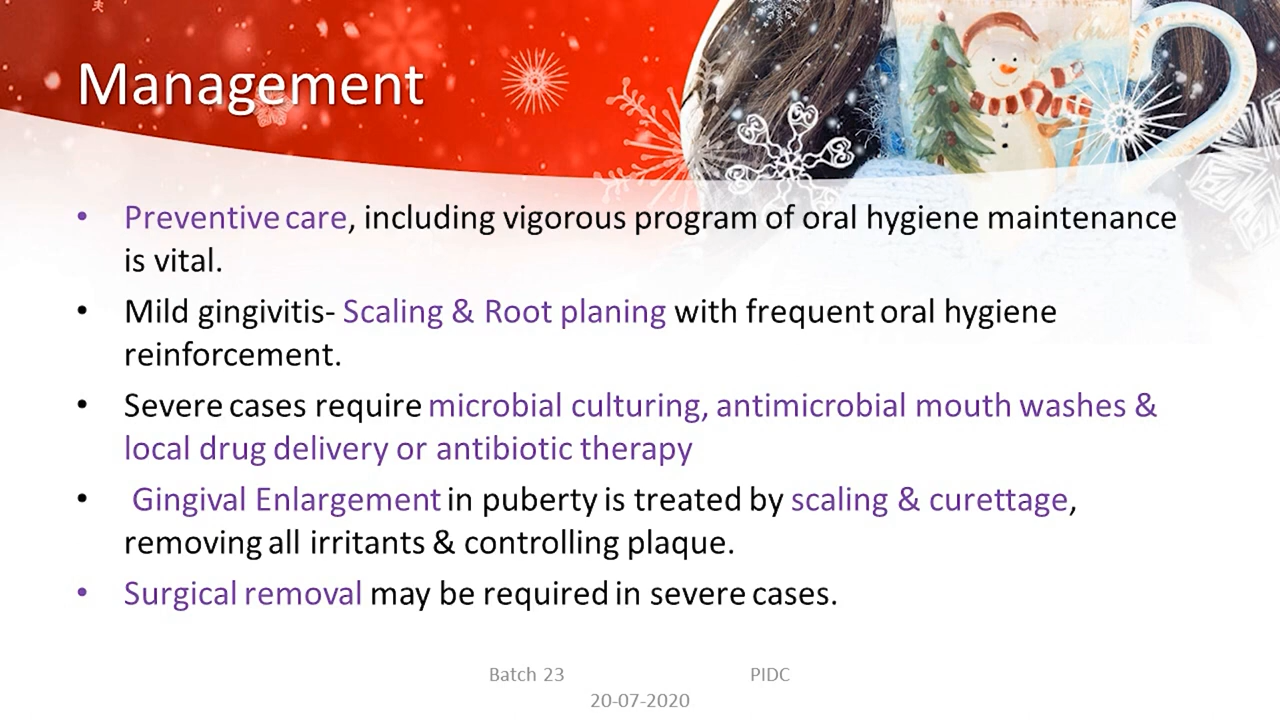 Management
• Preventive care, including vigorous program of oral hygiene maintenance
is vital.
• Mild gingivitis- Scaling & Root planing with frequent oral hygiene
reinforcement.
• Severe cases require microbial culturing, antimicrobial mouth washes &
local drug delivery or antibiotic therapy
• Gingival Enlargement in puberty is treated by scaling & curettage,
removing all irritants & controlling plaque.
• Surgical removal may be required in severe cases.
Batch 23 PIDC
20-07-2020